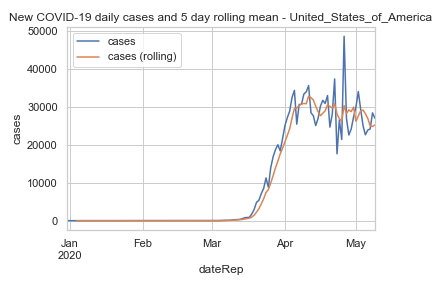 New COVID-19 daily cases and 5 day rolling mean - United_States_of_America
cases
cases (rolling)
50000
40000
30000
20000
10000
0
cases
Jan
2020
Feb
Mar
Apr
May
dateRep